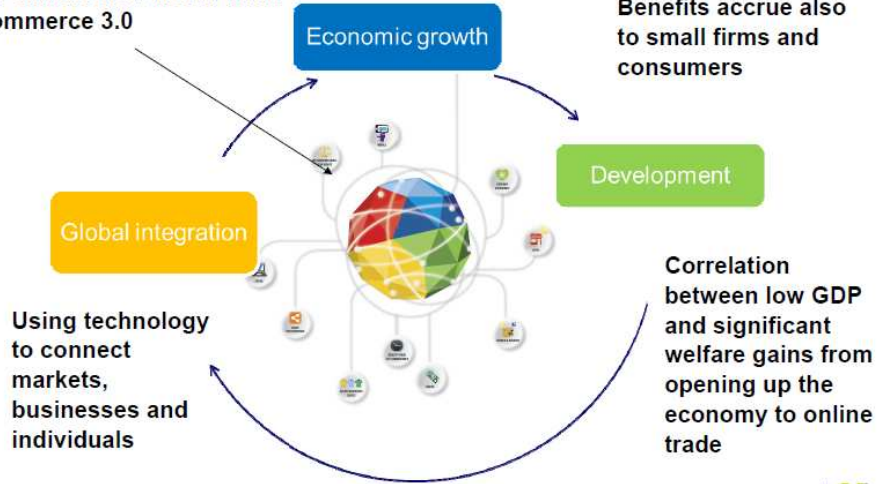 ommerce 3.0
Economic growth
Benefits accrue also
to small firms and
consumers
Development
Global integration
Using technology
to connect
markets,
businesses and
individuals
Correlation
between low GDP
and significant
welfare gains from
opening up the
economy to online
trade